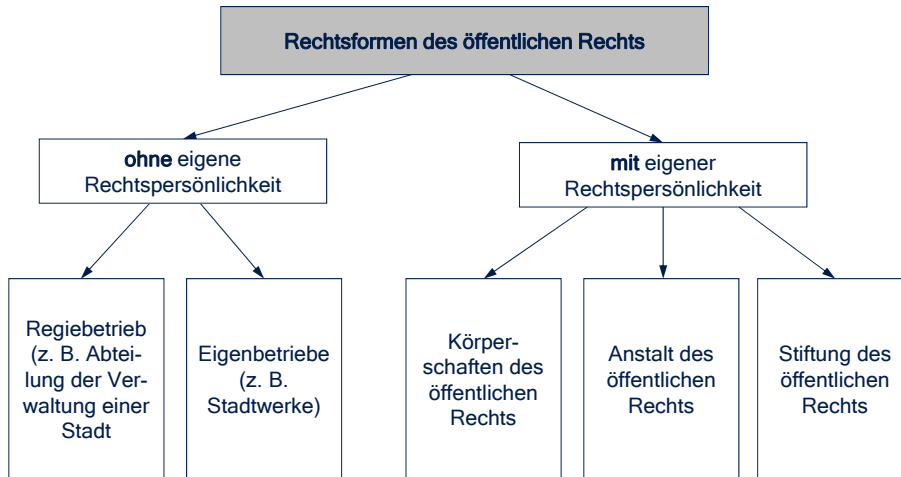 Rechtsformen des öffentlichen Rechts
ohne eigene
Rechtspersönlichkeit
mit eigener
Rechtspersönlichkeit
Regiebetrieb
(z. B. Abtei-
lung der Ver-
waltung einer
Stadt
Eigenbetriebe
(z. B.
Stadtwerke)
Körper-
schaften des
öffentlichen
Rechts
Anstalt des
öffentlichen
Rechts
Stiftung des
öffentlichen
Rechts